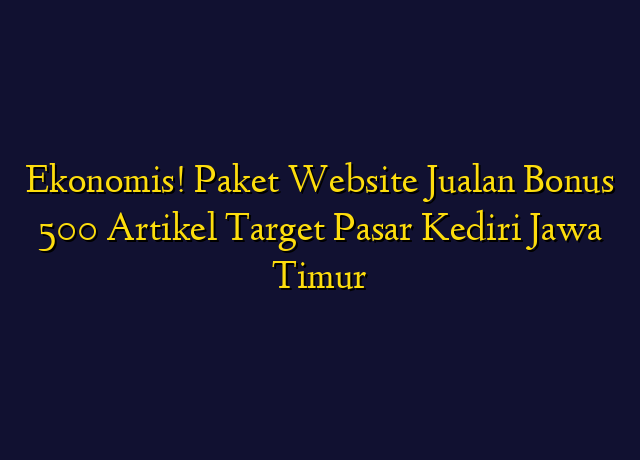 Ekonomis! Paket Website Jualan Bonus
500 Artikel Target Pasar Kediri Jawa
Timur